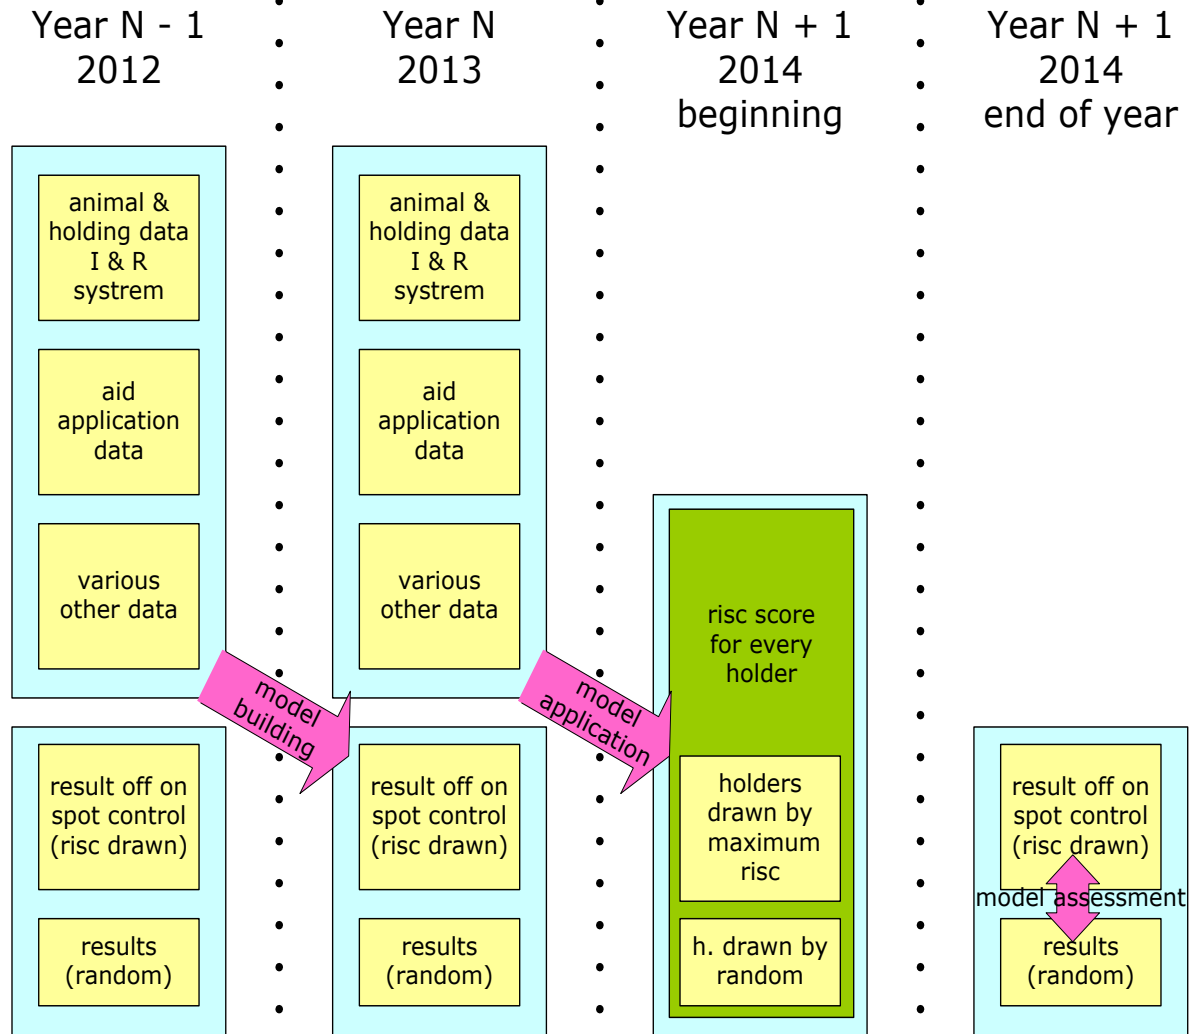 Year N - 1
2012
Year N
2013
Year N + 1
2014
beginning
Year N + 1
2014
end of year
animal &
holding data
I & R
systrem
aid
application
data
various
other data
model
building
result off on
spot control
(risc drawn)
results
(random)
animal &
holding data
I & R
systrem
aid
application
data
various
other data
model
application
result off on
spot control
(risc drawn)
results
(random)
risc score
for every
holder
holders
drawn by
maximum
risc
h. drawn by
random
result off on
spot control
(risc drawn)
model assessment
results
(random)